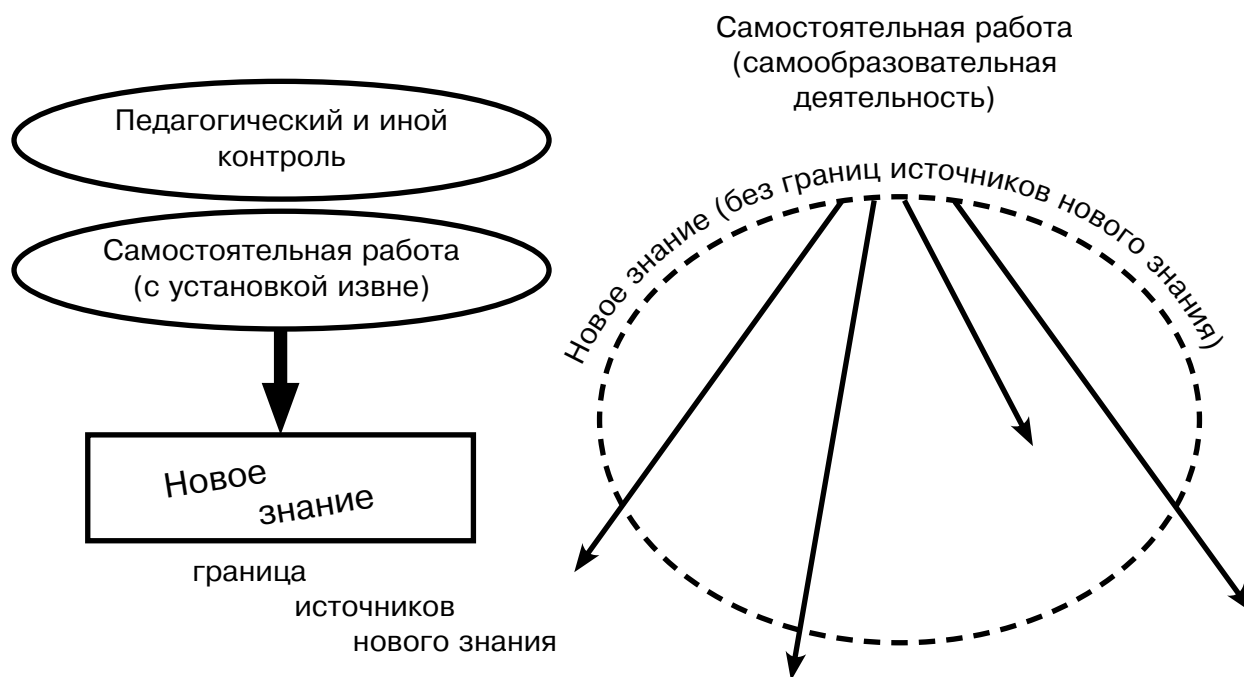 Педагогический и иной
контроль
Самостоятельная работа
(с установкой извне)
Новое
знание
граница
источников
нового знания
Самостоятельная работа
(самообразовательная
деятельность)
Новое знание (без границ источников нового знания)